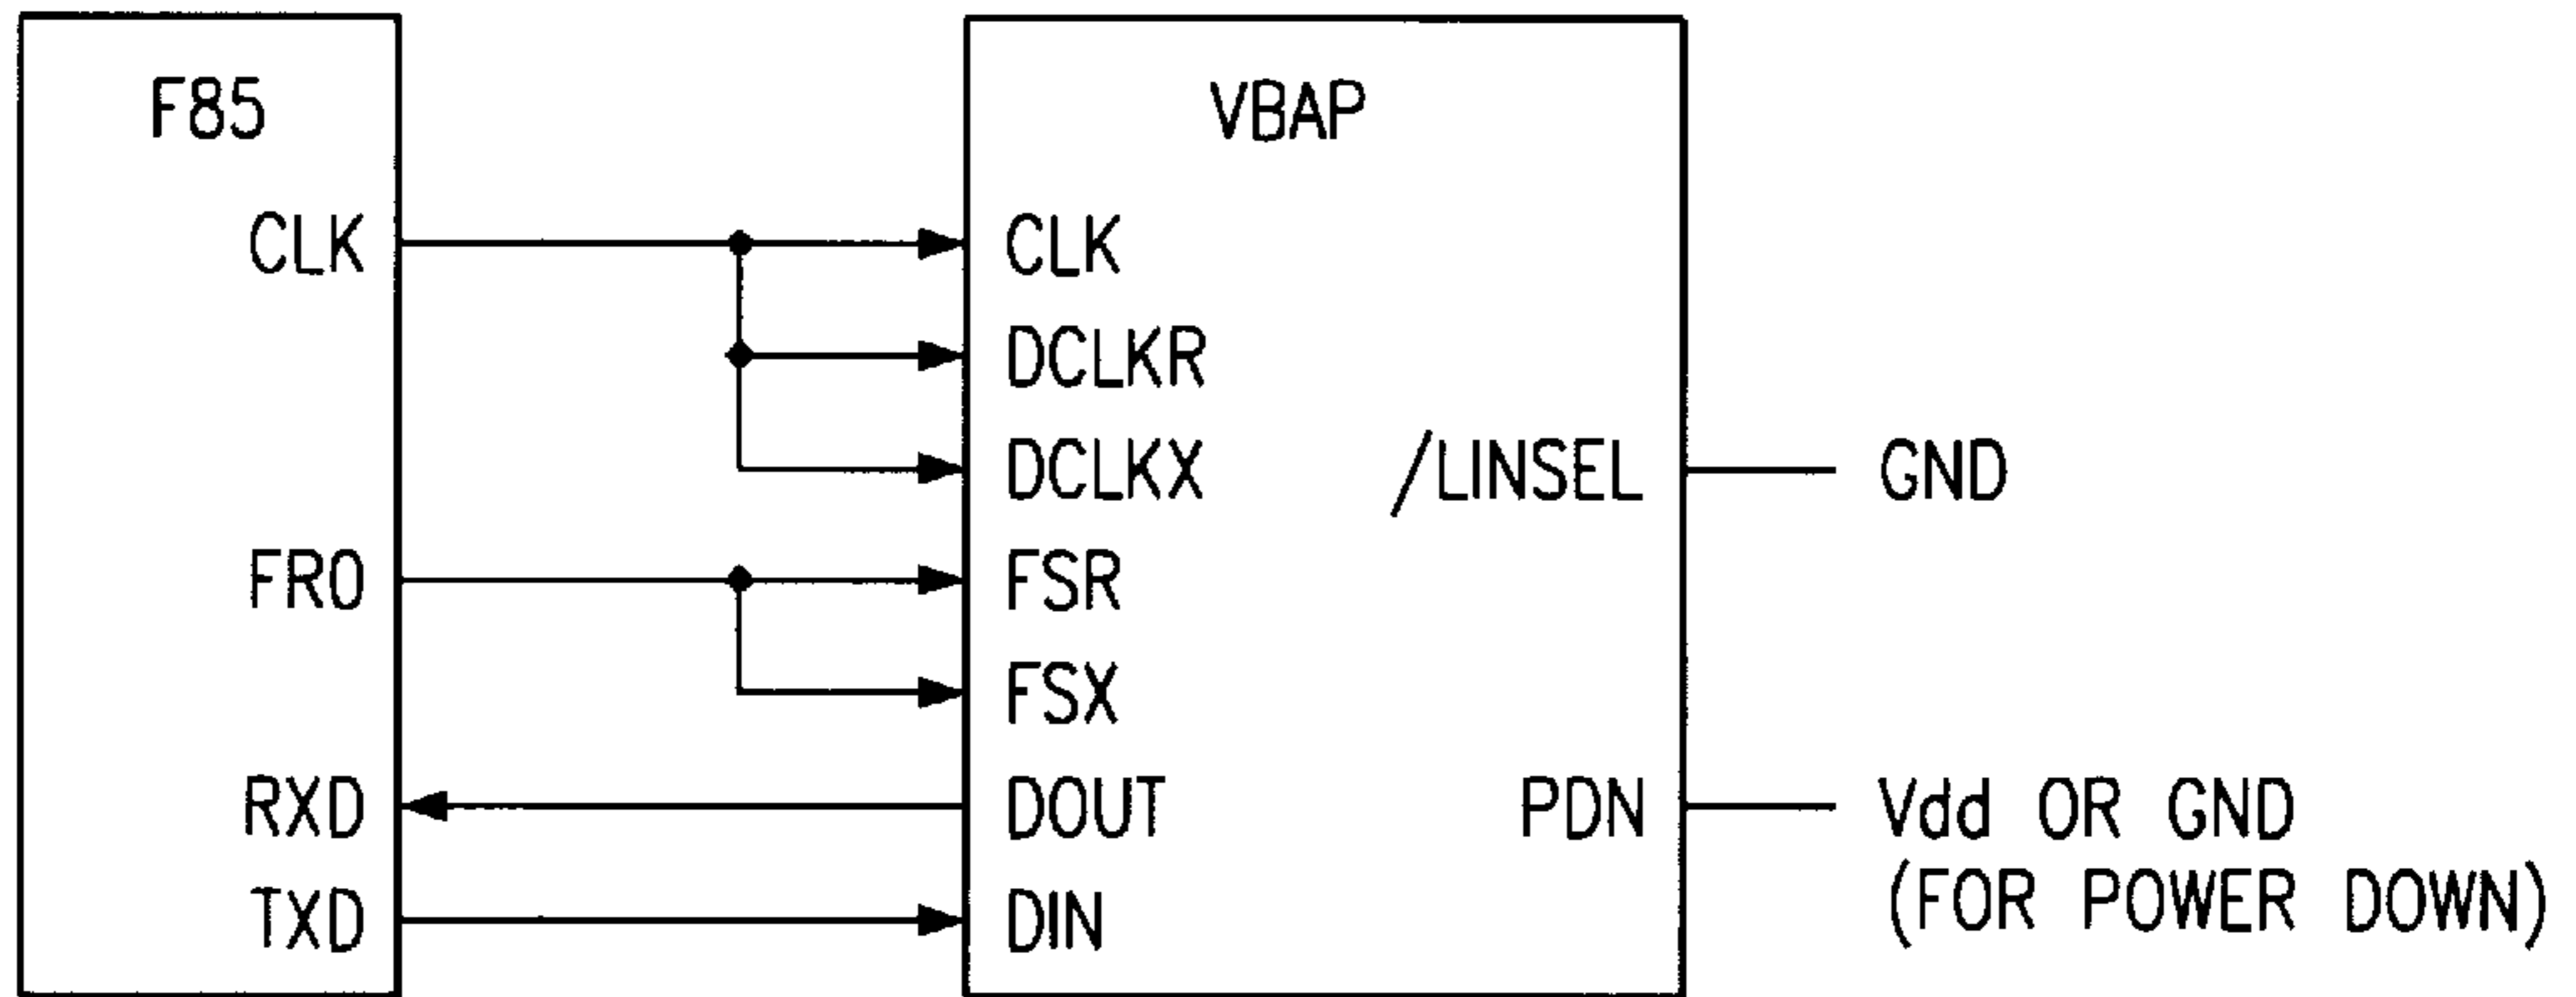 F85
VBAP
CLK
CLK
DCLKR
DCLKX
/LINSEL
GND
FRO
FSR
FSX
RXD
DOUT
PDN
Vdd OR GND
(FOR POWER DOWN)
TXD
DIN